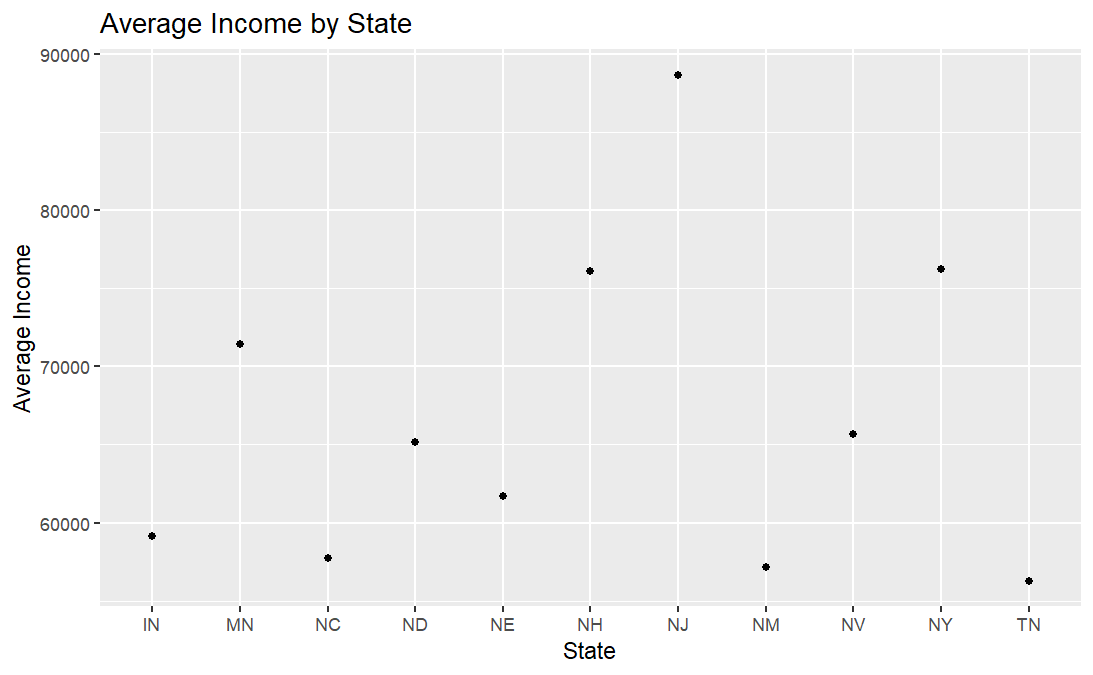 Average Income by State
Average Income
90000
80000
70000
60000
IN MN NC ND NE NH NJ NM NV NY TN
State